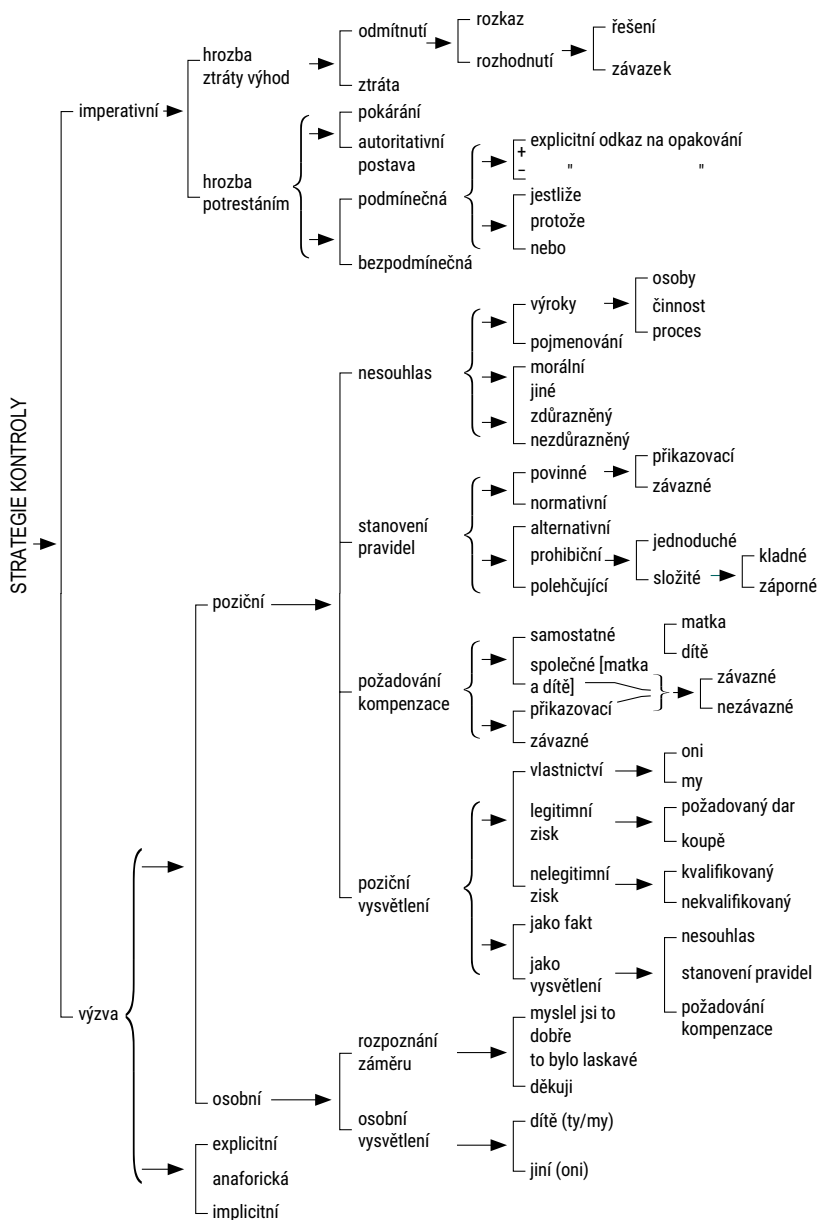 STRATEGIE KONTROLY
imperativní
hrozba
ztráty výhod
odmítnutí
ztráta
rozkaz
rozhodnutí
řešení
závazek
hrozba
potrestáním
pokárání
autoritativní
postava
podmínečná
bezpodmínečná
+ explicitní odkaz na opakování
– " "
jestliže
protože
nebo
výzva
poziční
nesouhlas
výroky
pojmenování
osoby
činnost
proces
morální
jiné
zdůrazněný
nezdůrazněný
stanovení
pravidel
povinné
normativní
přikazovací
závazné
alternativní
prohibiční
polehčující
jednoduché
složité
kladné
záporné
požadování
kompenzace
samostatné
společné [matka
a dítě]
matka
dítě
přikazovací
závazné
závazné
nezávazné
poziční
vysvětlení
vlastnictví
oni
my
legitimní
zisk
požadovaný dar
koupě
nelegitimní
zisk
kvalifikovaný
nekvalifikovaný
jako fakt
jako
vysvětlení
nesouhlas
stanovení pravidel
požadování
kompenzace
osobní
rozpoznání
záměru
myslel jsi to
dobře
to bylo laskavé
děkuji
osobní
vysvětlení
dítě (ty/my)
jiní (oni)
explicitní
anaforická
implicitní